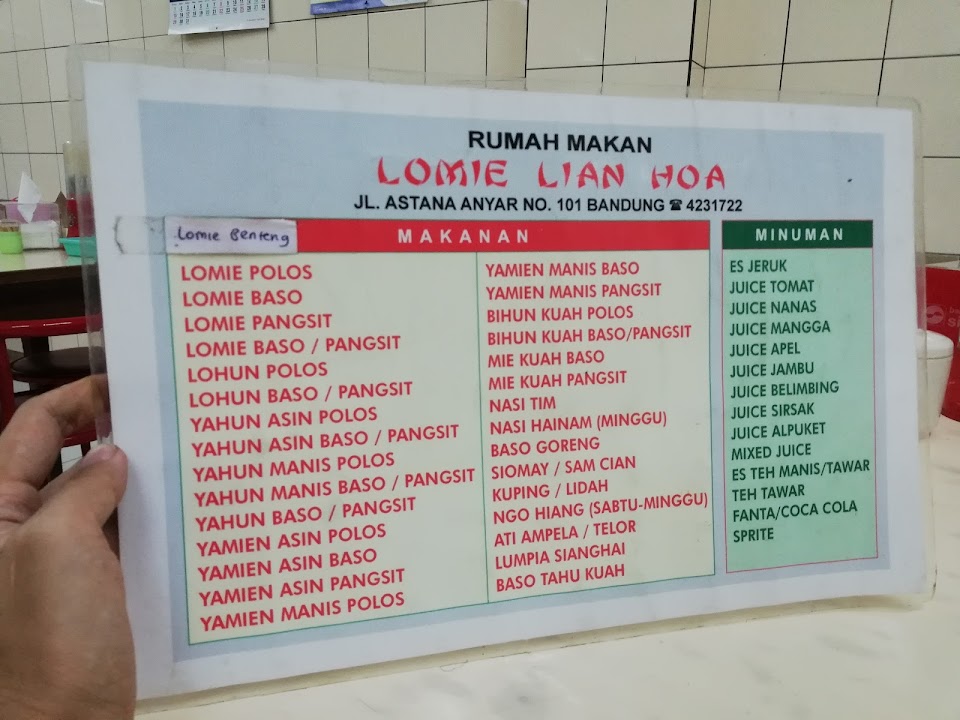 RUMAH MAKAN
LOMIE LIAN HOA
JL. ASTANA ANYAR NO. 101 BANDUNG ☎ 4231722
Lomie Benteng
MAKANAN
LOMIE POLOS
LOMIE BASO
LOMIE PANGSIT
LOMIE BASO / PANGSIT
LOHUN POLOS
LOHUN BASO / PANGSIT
YAHUN ASIN POLOS
YAHUN ASIN BASO / PANGSIT
YAHUN MANIS POLOS
YAHUN MANIS BASO / PANGSIT
YAHUN BASO / PANGSIT
YAMIEN ASIN POLOS
YAMIEN ASIN BASO
YAMIEN ASIN PANGSIT
YAMIEN MANIS POLOS
YAMIEN MANIS BASO
YAMIEN MANIS PANGSIT
BIHUN KUAH POLOS
BIHUN KUAH BASO/PANGSIT
MIE KUAH BASO
MIE KUAH PANGSIT
NASI TIM
NASI HAINAM (MINGGU)
BASO GORENG
SIOMAY / SAM CIAN
KUPING / LIDAH
NGO HIANG (SABTU-MINGGU)
ATI AMPELA / TELOR
LUMPIA SIANGHAI
BASO TAHU KUAH
MINUMAN
ES JERUK
JUICE TOMAT
JUICE NANAS
JUICE MANGGA
JUICE APEL
JUICE JAMBU
JUICE BELIMBING
JUICE SIRSAK
JUICE ALPUKET
MIXED JUICE
ES TEH MANIS/TAWAR
TEH TAWAR
FANTA/COCA COLA
SPRITE